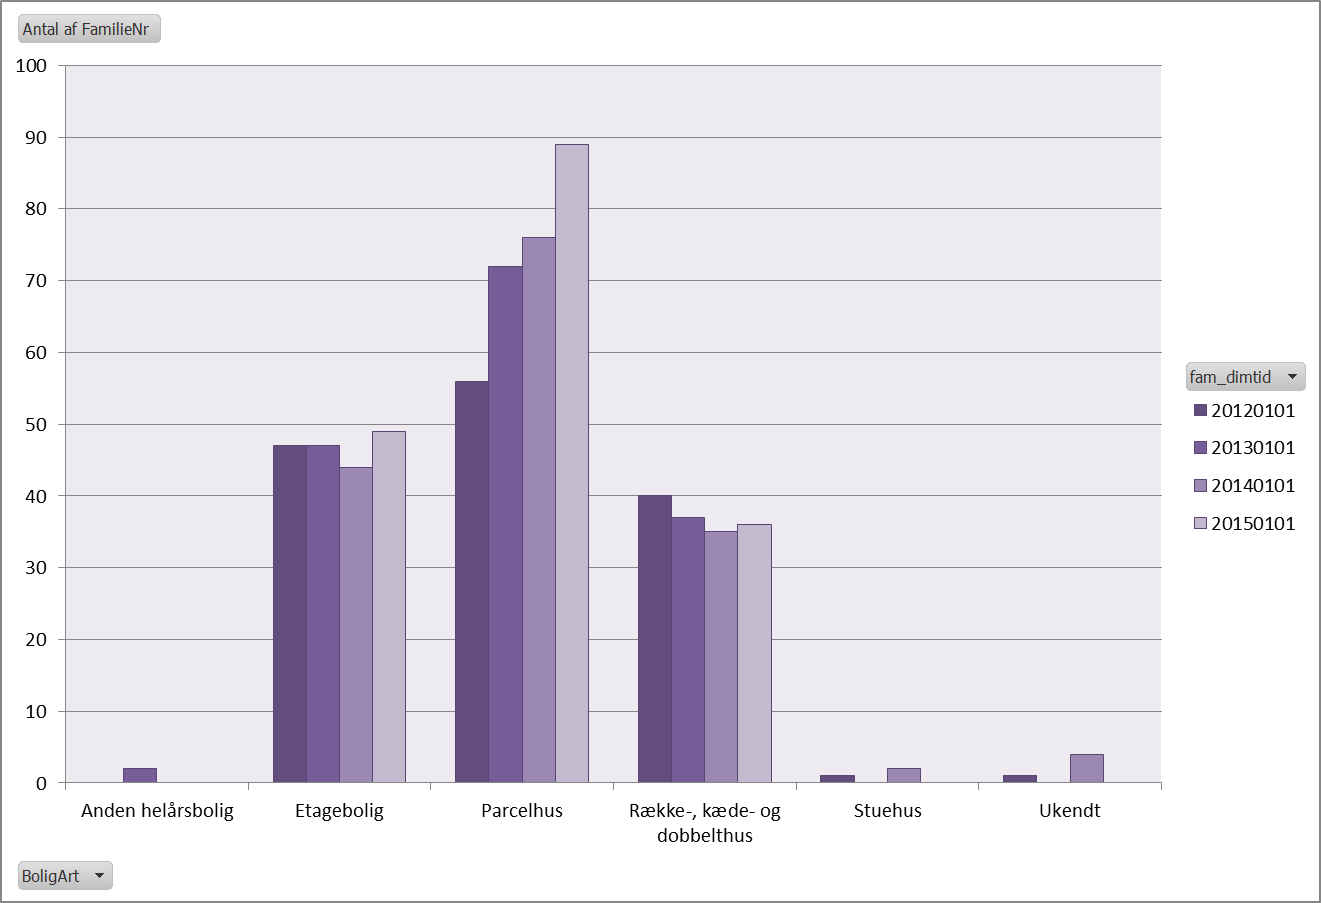 Antal af FamilieNr
100
90
80
70
60
50
40
30
20
10
0
Anden helårsbolig
Etagebolig
Parcelhus
Række-, kæde- og
dobbelthus
Stuehus
Ukendt
fam_dimtid
20120101
20130101
20140101
20150101
BoligArt